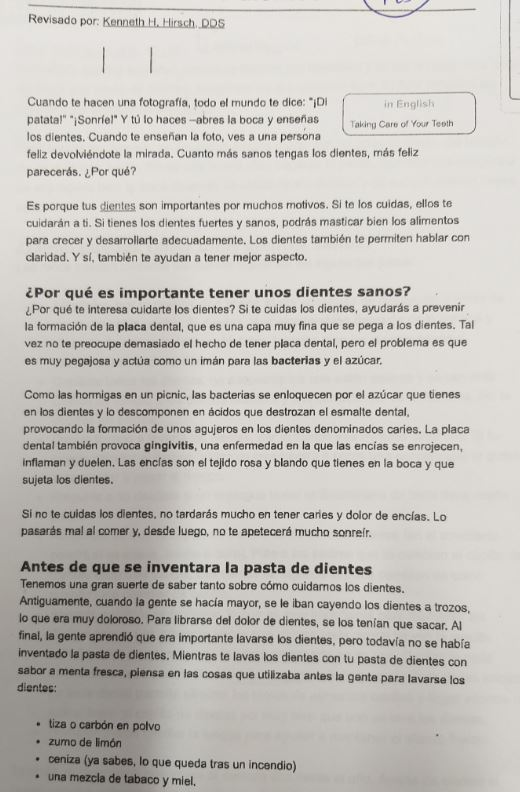 Revisado por: Kenneth H. Hirsch, DDS
Cuando te hacen una fotografía, todo el mundo te dice: "¡Di
patata!" "¡Sonríe!" Y tú lo haces –abres la boca y enseñas
los dientes. Cuando te enseñan la foto, ves a una persona
feliz devolviéndote la mirada. Cuanto más sanos tengas los dientes, más feliz
parecerás. ¿Por qué?
in English
Taking Care of Your Teeth
Es porque tus dientes son importantes por muchos motivos. Si te los cuidas, ellos te
cuidarán a ti. Si tienes los dientes fuertes y sanos, podrás masticar bien los alimentos
para crecer y desarrollarte adecuadamente. Los dientes también te permiten hablar con
claridad. Y sí, también te ayudan a tener mejor aspecto.
¿Por qué es importante tener unos dientes sanos?
¿Por qué te interesa cuidarte los dientes? Si te cuidas los dientes, ayudarás a prevenir
la formación de la placa dental, que es una capa muy fina que se pega a los dientes. Tal
vez no te preocupe demasiado el hecho de tener placa dental, pero el problema es que
es muy pegajosa y actúa como un imán para las bacterias y el azúcar.
Como las hormigas en un picnic, las bacterias se enloquecen por el azúcar que tienes
en los dientes y lo descomponen en ácidos que destrozan el esmalte dental,
provocando la formación de unos agujeros en los dientes denominados caries. La placa
dental también provoca gingivitis, una enfermedad en la que las encías se enrojecen,
inflaman y duelen. Las encías son el tejido rosa y blando que tienes en la boca y que
sujeta los dientes.
Si no te cuidas los dientes, no tardarás mucho en tener caries y dolor de encías. Lo
pasarás mal al comer y, desde luego, no te apetecerá mucho sonreír.
Antes de que se inventara la pasta de dientes
Tenemos una gran suerte de saber tanto sobre cómo cuidarnos los dientes.
Antiguamente, cuando la gente se hacía mayor, se le iban cayendo los dientes a trozos,
lo que era muy doloroso. Para librarse del dolor de dientes, se los tenían que sacar. Al
final, la gente aprendió que era importante lavarse los dientes, pero todavía no se había
inventado la pasta de dientes. Mientras te lavas los dientes con tu pasta de dientes con
sabor a menta fresca, piensa en las cosas que utilizaba antes la gente para lavarse los
dientes:
• tiza o carbón en polvo
• zumo de limón
• ceniza (ya sabes, lo que queda tras un incendio)
• una mezcla de tabaco y miel.